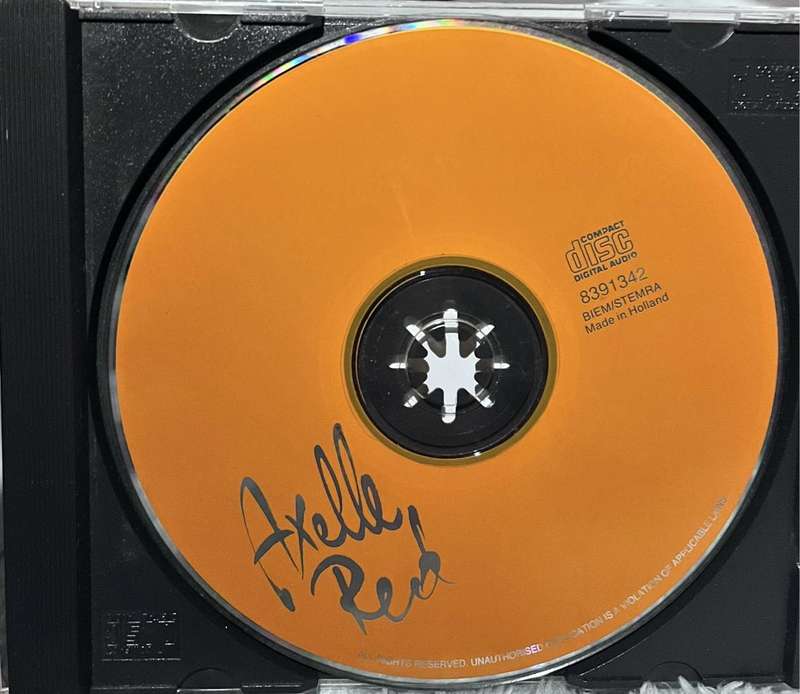 COMPACT
disc
DIGITAL AUDIO
8391342
BIEM/STEMRA
Made in Holland
Axelle
Red
ALL RIGHTS RESERVED. UNAUTHORISED DUPLICATION IS A VIOLATION OF APPLICABLE LAWS